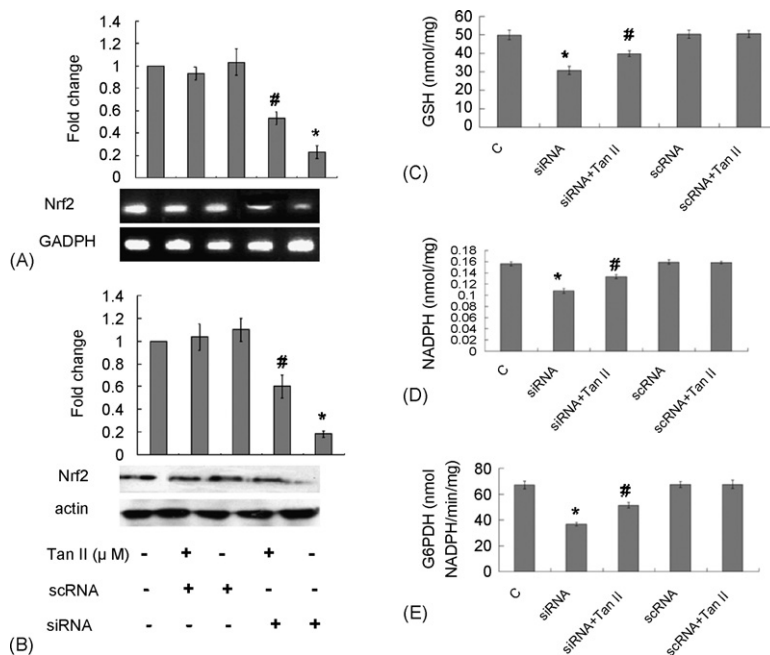 1.4
1.2
1
0.8
0.6
0.4
0.2
0
Fold change
#
*
Nrf2
GADPH
(A)
1.4
1.2
1
0.8
0.6
0.4
0.2
0
Fold change
#
*
Nrf2
actin
Tan II (μ M) - + - + -
scRNA - + + - -
siRNA - - - + +
(B)
60
50
40
30
20
10
0
GSH (nmol/mg)
*
#
C
siRNA
siRNA+Tan II
scRNA
scRNA+Tan II
(C)
0.18
0.16
0.14
0.12
0.1
0.08
0.06
0.04
0.02
0
NADPH (nmol/mg)
*
#
C
siRNA
siRNA+Tan II
scRNA
scRNA+Tan II
(D)
80
60
40
20
0
G6PDH (nmol
NADPH/min/mg)
*
#
C
siRNA
siRNA+Tan II
scRNA
scRNA+Tan II
(E)